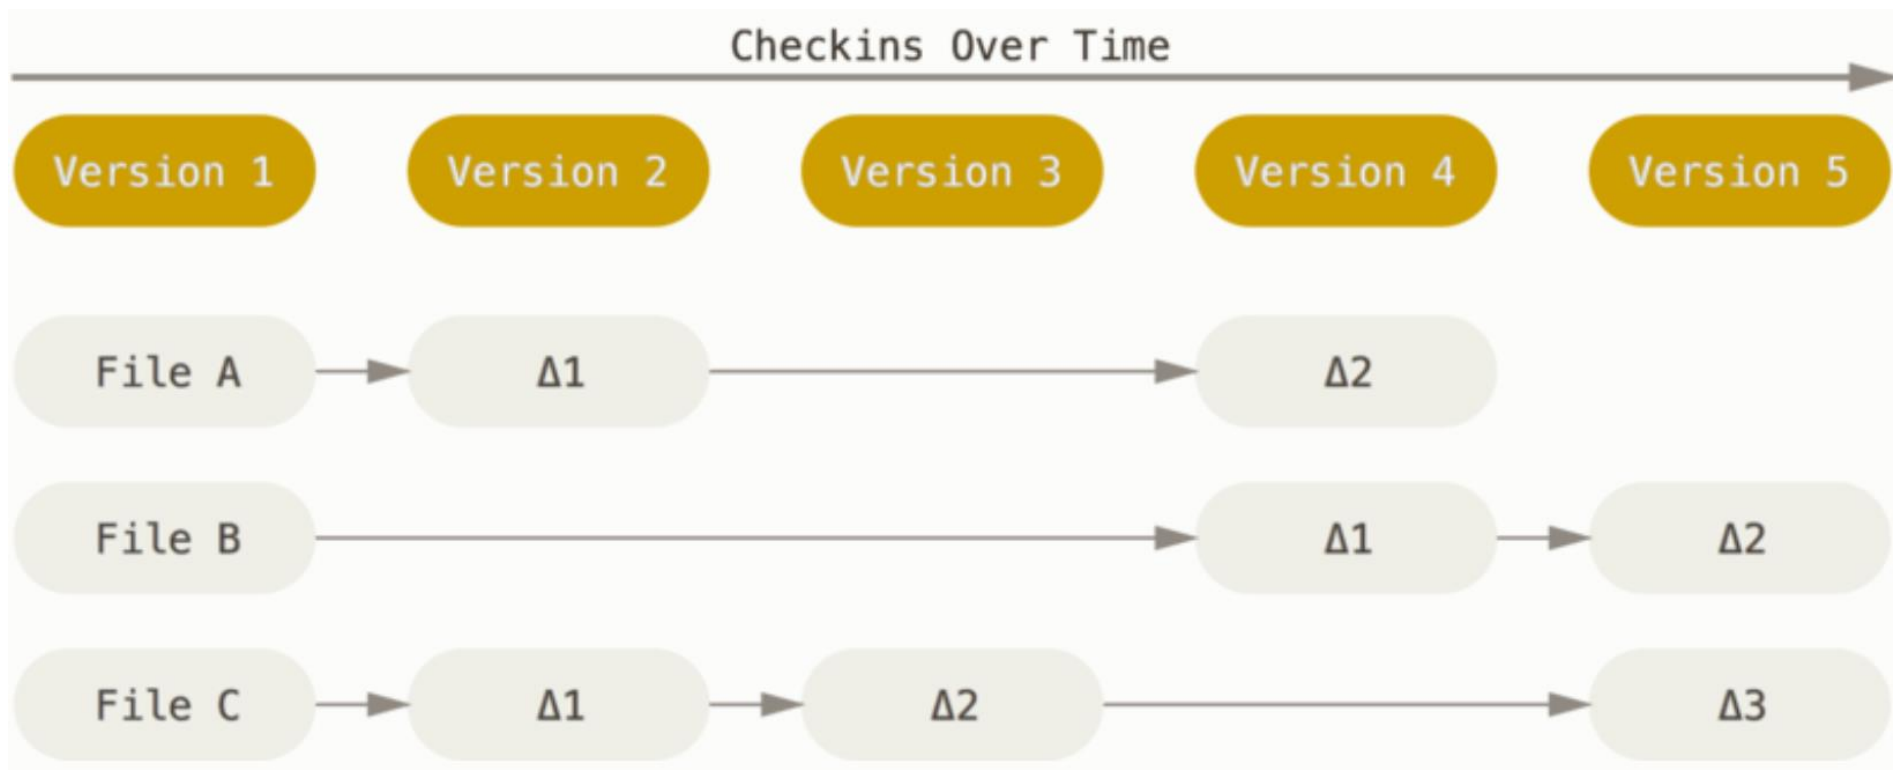 Checkins Over Time
Version 1 Version 2 Version 3 Version 4 Version 5
File A Δ1 Δ2
File B Δ1 Δ2
File C Δ1 Δ2 Δ3